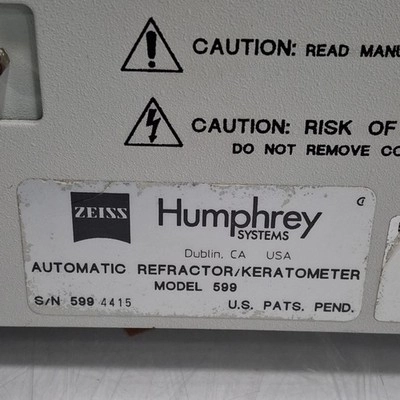 CAUTION: READ MANU
CAUTION: RISK OF
DO NOT REMOVE CO
ZEISS Humphrey
SYSTEMS
Dublin, CA USA
AUTOMATIC REFRACTOR/KERATOMETER
MODEL 599
S/N 599 4415 U.S. PATS. PEND.